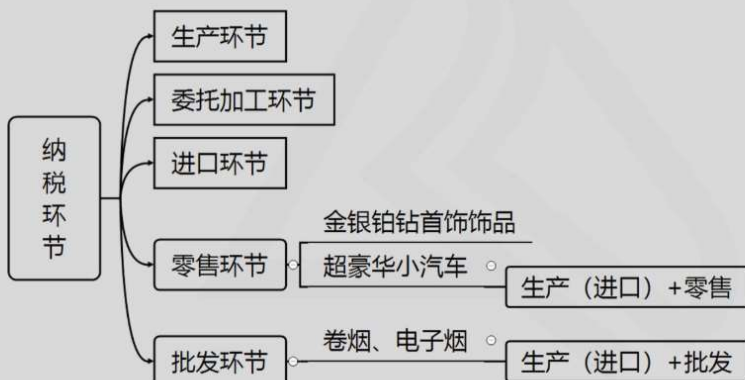 纳税环节
生产环节
委托加工环节
进口环节
零售环节
金银铂钻首饰饰品
超豪华小汽车
生产（进口）+零售
批发环节
卷烟、电子烟
生产（进口）+批发